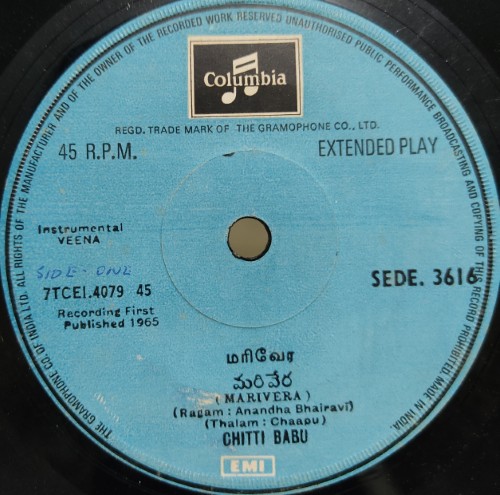 ALL RIGHTS OF THE MANUFACTURER AND OF THE OWNER OF THE RECORDED WORK RESERVED UNAUTHORISED PUBLIC PERFORMANCE BROADCASTING AND COPYING OF THIS RECORD PROHIBITED. MADE IN INDIA.
THE GRAMOPHONE CO. OF INDIA LTD.
Columbia
REGD. TRADE MARK OF THE GRAMOPHONE CO., LTD.
45 R.P.M.
EXTENDED PLAY
Instrumental
VEENA
SIDE-ONE
7TCEI.4079 45
SEDE. 3616
Recording First
Published 1965
மரிவேர
మరివేర
(MARIVERA)
(Ragam : Anandha Bhairavi)
(Thalam : Chaapu)
CHITTI BABU
EMI